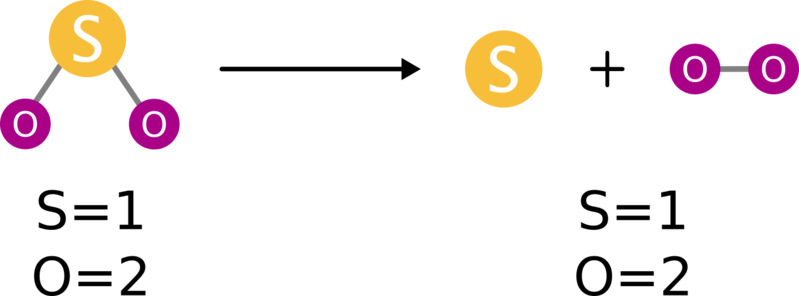 S S + O O
O O
S=1 S=1
O=2 O=2